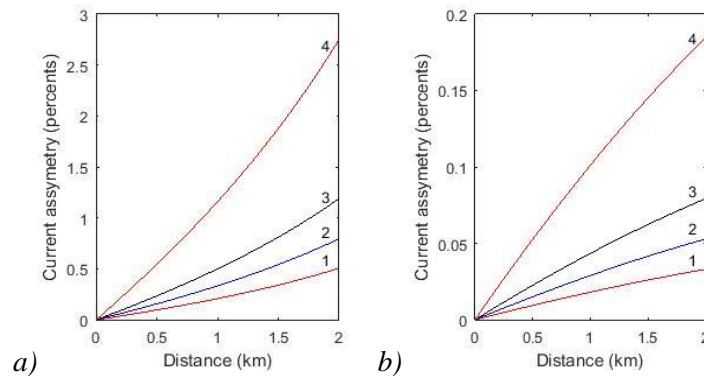 3
2.5
2
1.5
1
0.5
0
0 0.5 1 1.5 2
Current assymetry (percents)
Distance (km)
4
3
2
1
a)
0.2
0.15
0.1
0.05
0
0 0.5 1 1.5 2
Current assymetry (percents)
Distance (km)
4
3
2
1
b)